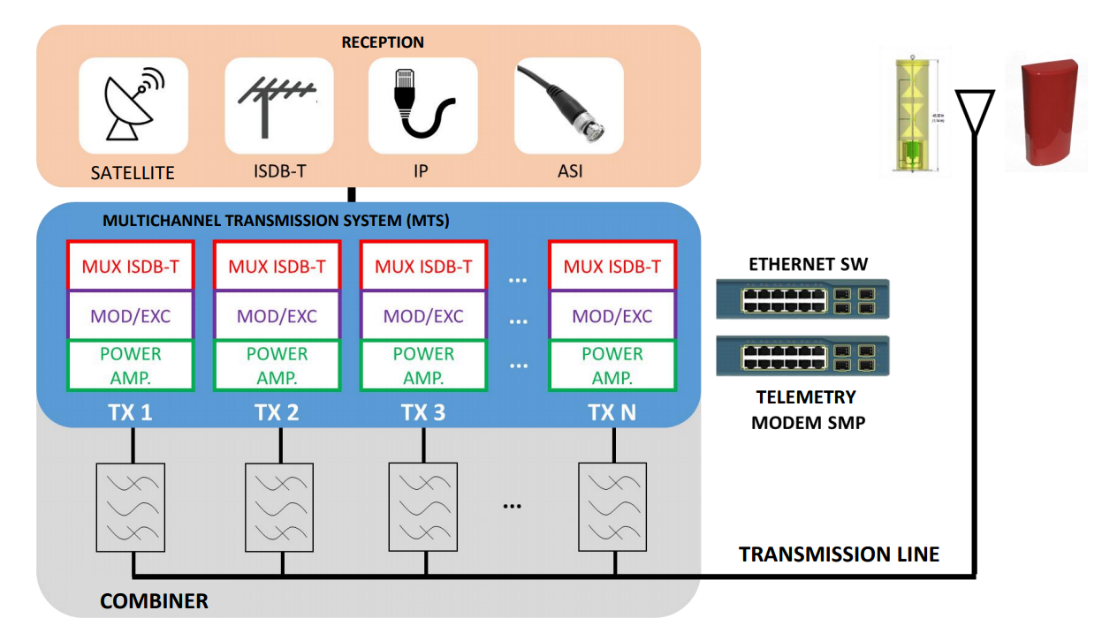 RECEPTION
SATELLITE
ISDB-T
IP
ASI
MULTICHANNEL TRANSMISSION SYSTEM (MTS)
MUX ISDB-T MUX ISDB-T MUX ISDB-T ... MUX ISDB-T
MOD/EXC MOD/EXC MOD/EXC ... MOD/EXC
POWER POWER POWER ... POWER
AMP. AMP. AMP. AMP.
TX 1 TX 2 TX 3 TX N
ETHERNET SW
TELEMETRY
MODEM SMP
...
TRANSMISSION LINE
COMBINER